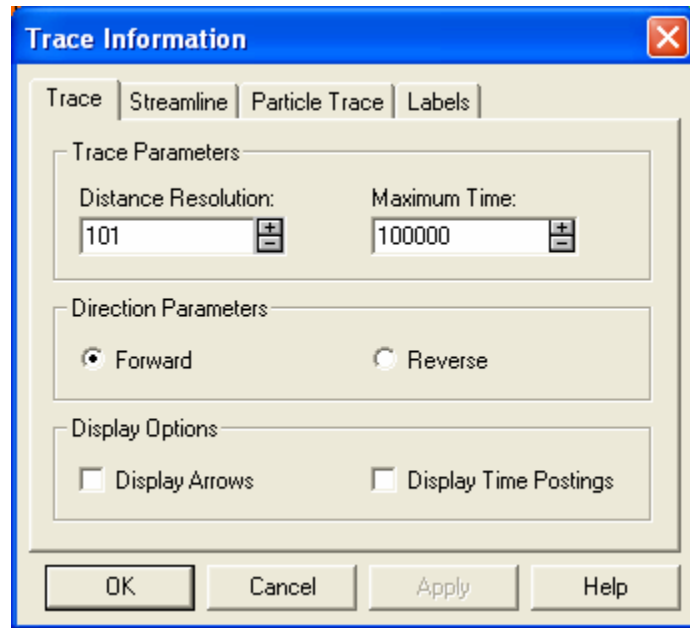 Trace Information
Trace Streamline Particle Trace Labels
Trace Parameters
Distance Resolution: Maximum Time:
101 100000
Direction Parameters
Forward Reverse
Display Options
Display Arrows Display Time Postings
OK Cancel Apply Help